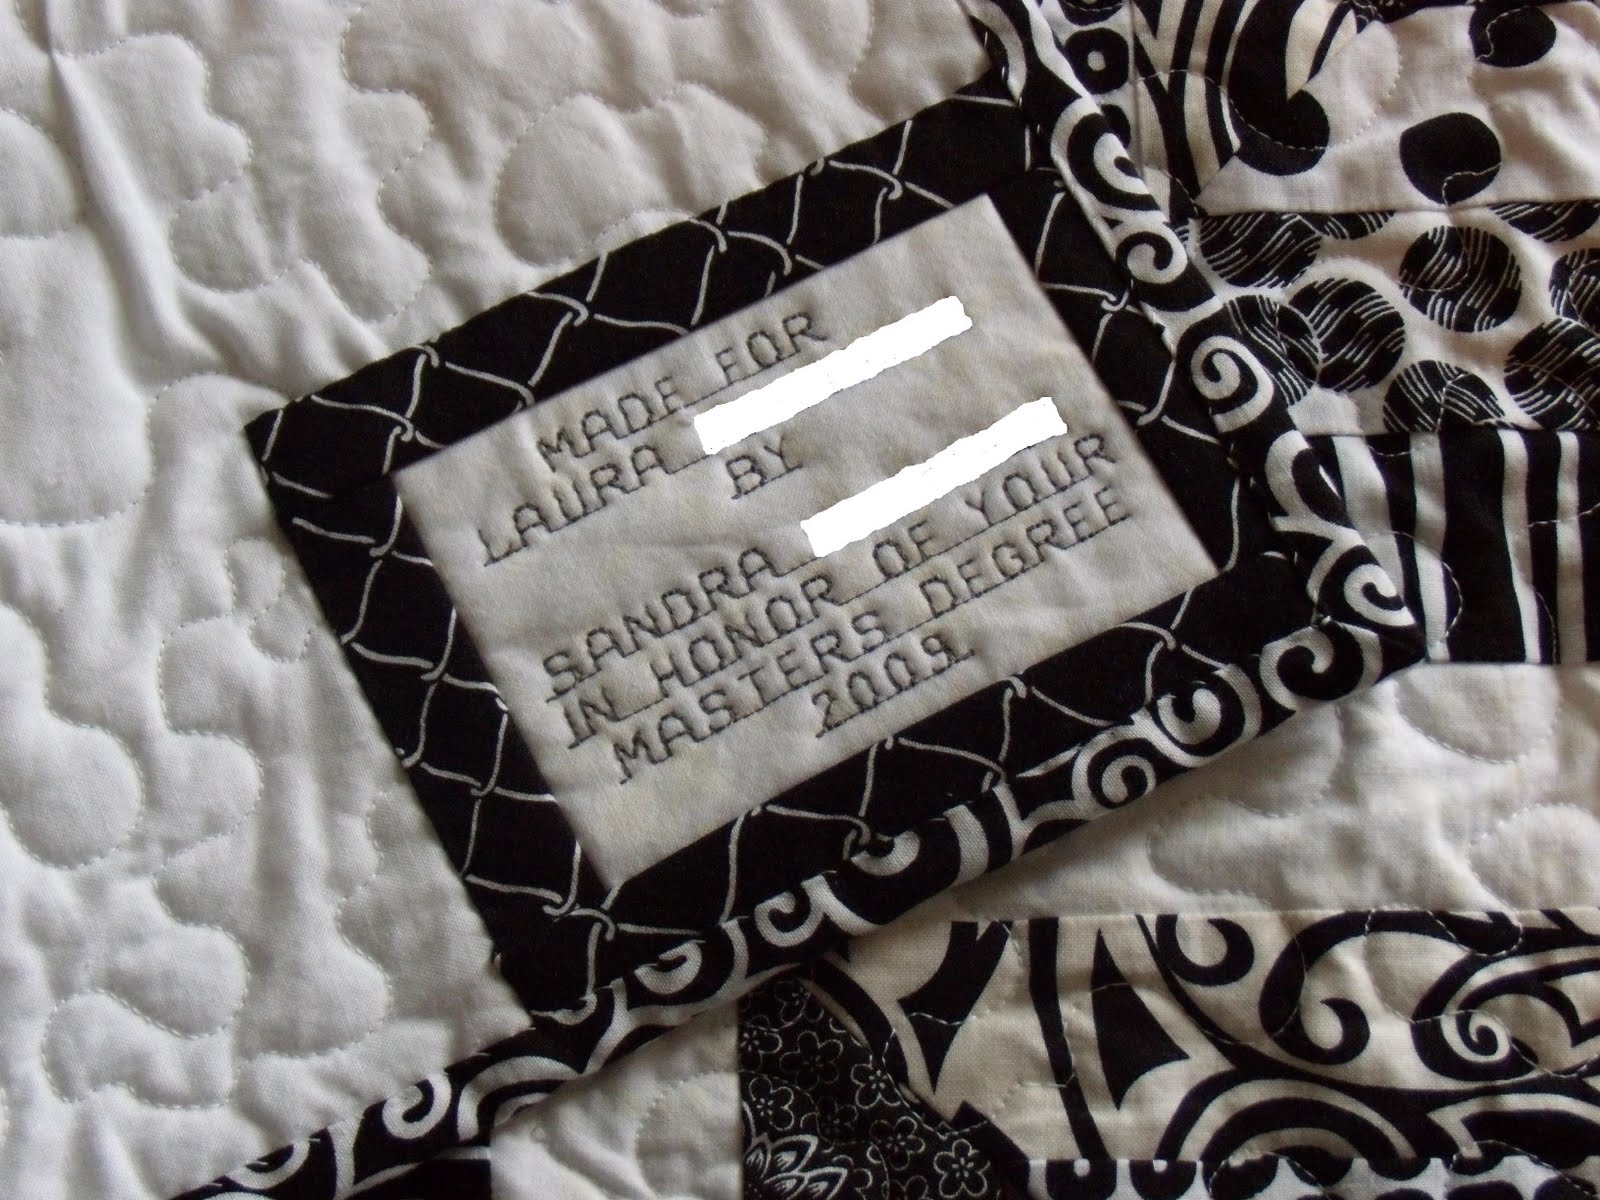 MADE FOR
LAURA
BY
SANDRA
IN HONOR OF YOUR
MASTERS DEGREE
2009